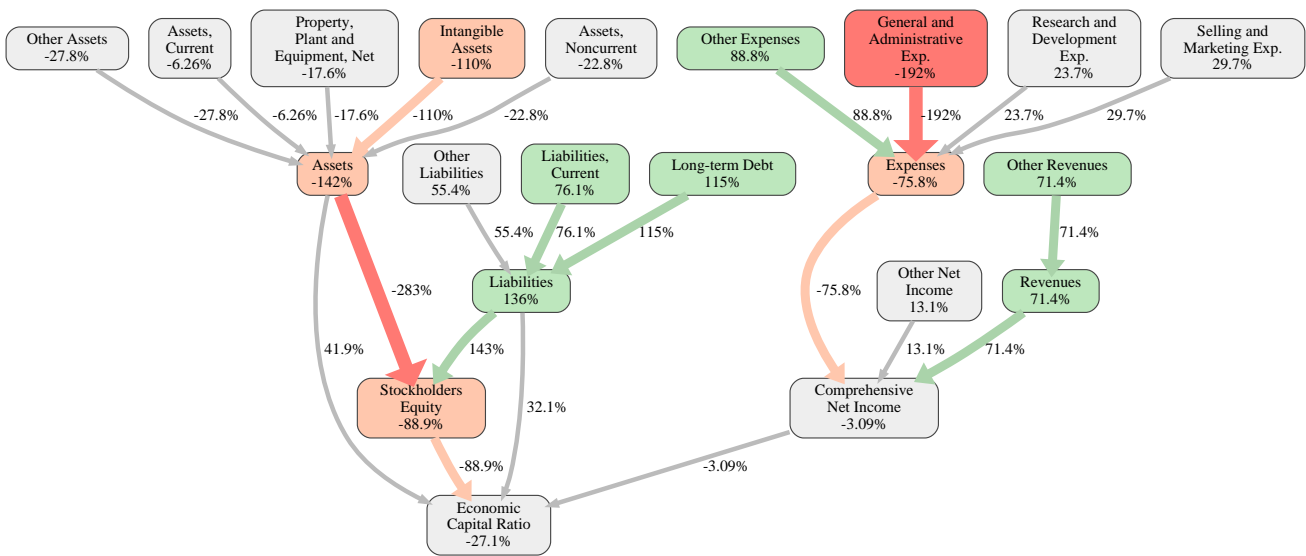 Other Assets
-27.8%
Assets,
Current
-6.26%
Property,
Plant and
Equipment, Net
-17.6%
Intangible
Assets
-110%
Assets,
Noncurrent
-22.8%
Other Expenses
88.8%
General and
Administrative
Exp.
-192%
Research and
Development
Exp.
23.7%
Selling and
Marketing Exp.
29.7%
-27.8%
-6.26%
-17.6%
-110%
-22.8%
88.8%
-192%
23.7%
29.7%
Assets
-142%
Other
Liabilities
55.4%
Liabilities,
Current
76.1%
Long-term Debt
115%
Expenses
-75.8%
Other Revenues
71.4%
55.4%
76.1%
115%
71.4%
-283%
Liabilities
136%
-75.8%
Other Net
Income
13.1%
Revenues
71.4%
41.9%
143%
13.1%
71.4%
Stockholders
Equity
-88.9%
32.1%
Comprehensive
Net Income
-3.09%
-88.9%
-3.09%
Economic
Capital Ratio
-27.1%